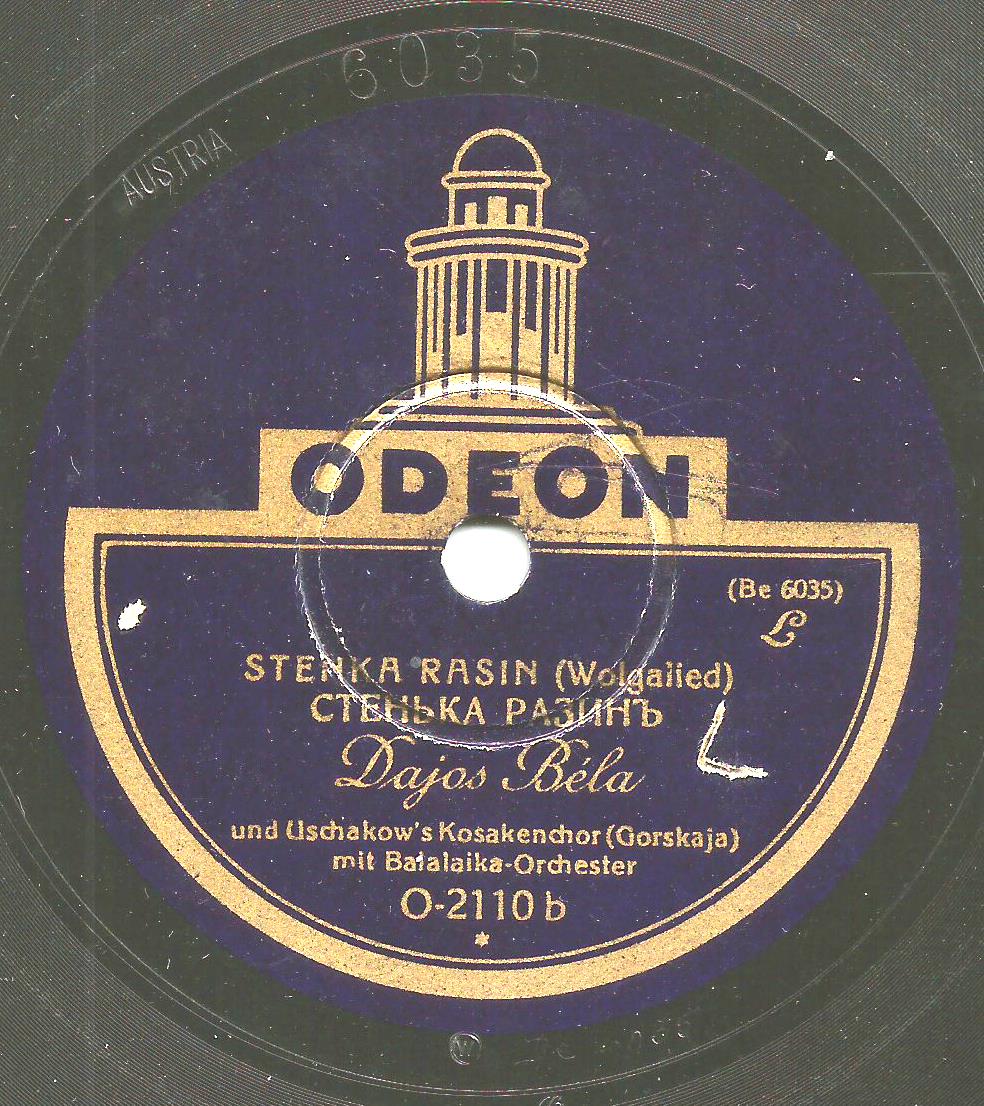 6035
AUSTRIA
ODEON
(Be 6035)
L
STENKA RASIN (Wolgalied)
СТЕНЬКА РАЗИНЪ
Dajos Béla
und Uschakow's Kosakenchor (Gorskaja)
mit Balalaika-Orchester
O-2110 b
*
W